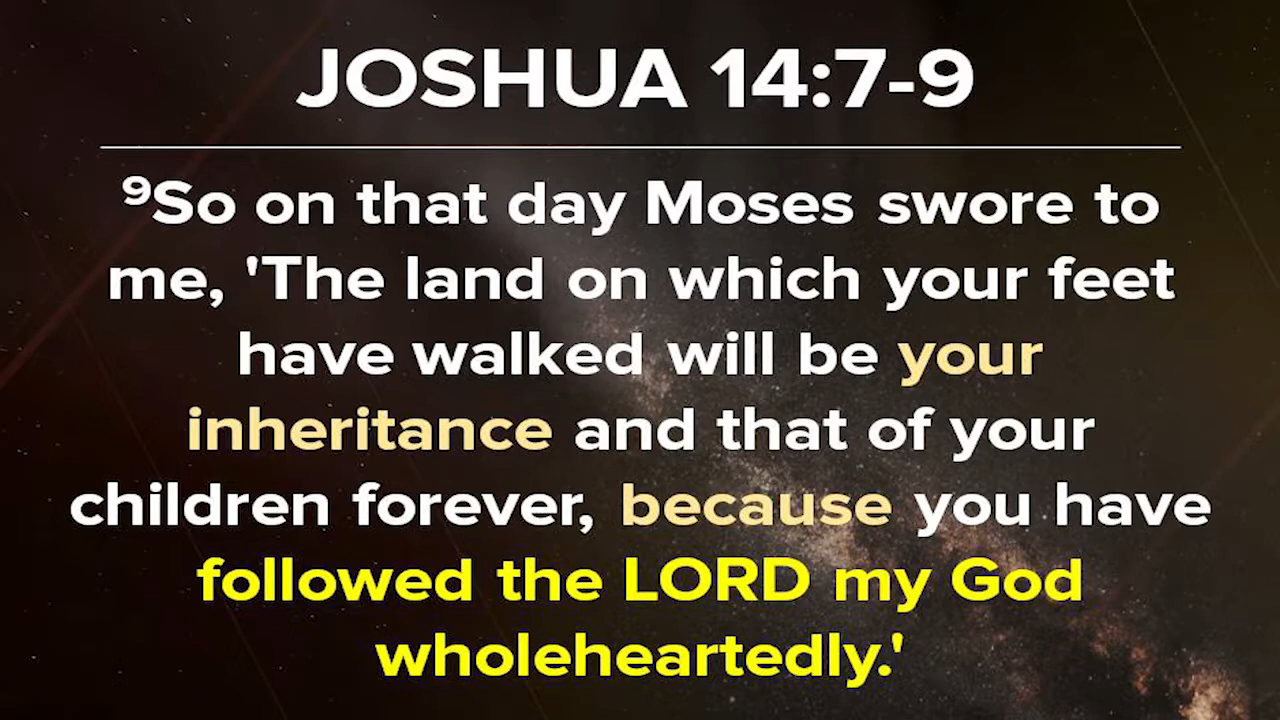 JOSHUA 14:7-9
⁹So on that day Moses swore to
me, 'The land on which your feet
have walked will be your
inheritance and that of your
children forever, because you have
followed the LORD my God
wholeheartedly.'